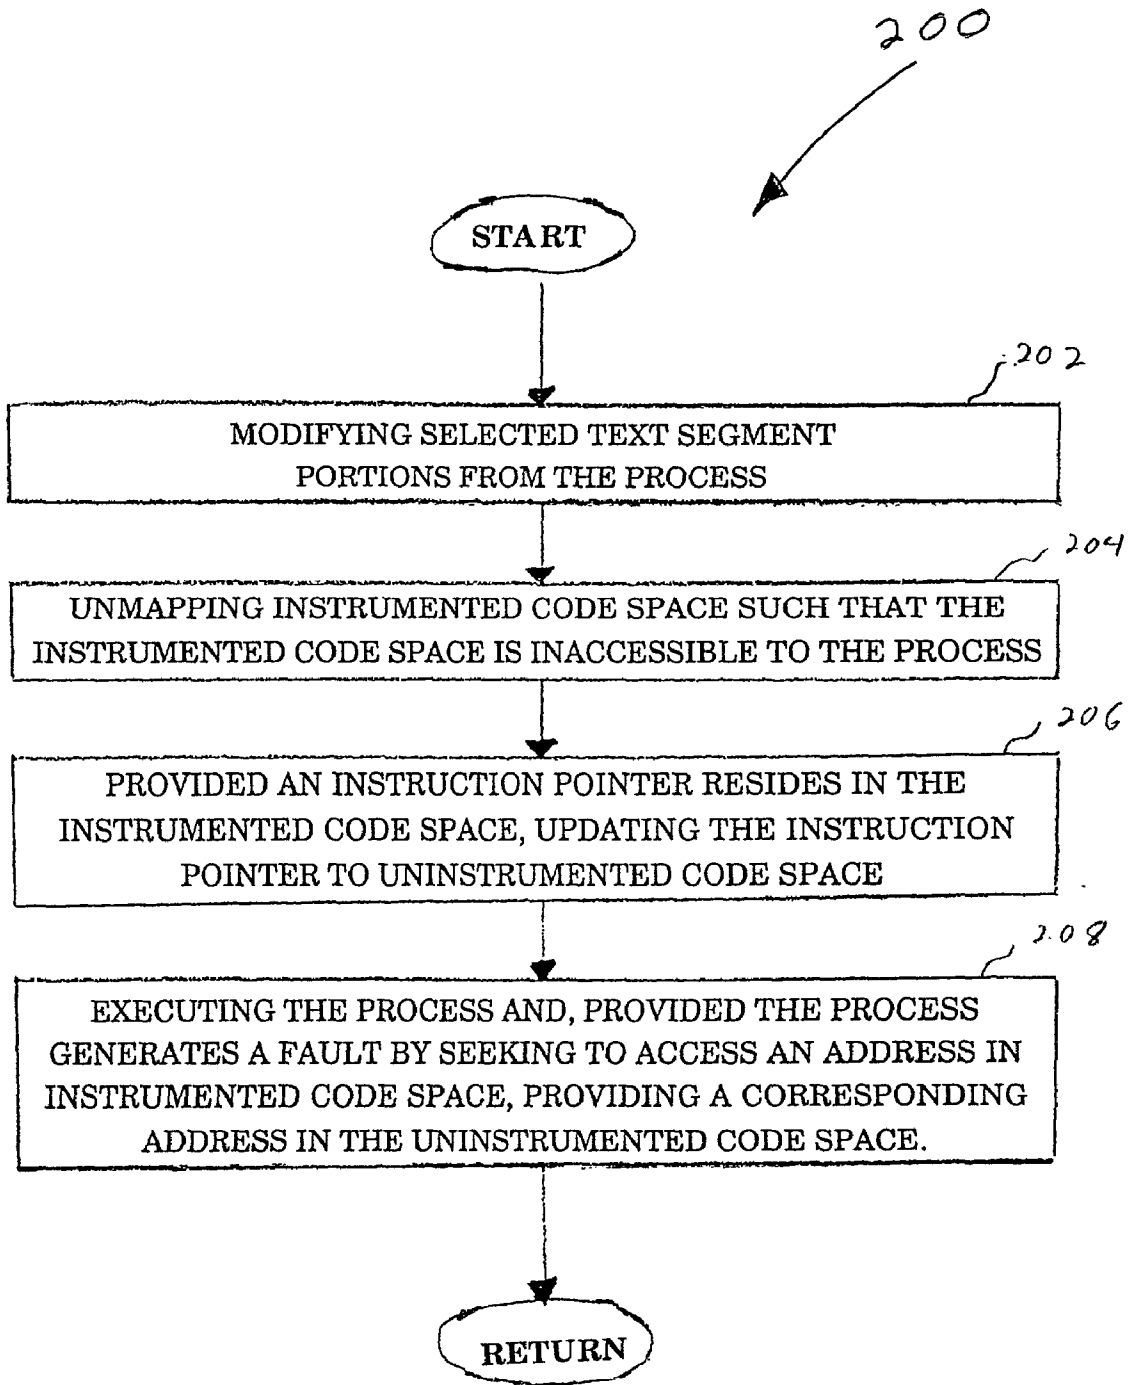 200
START
202
MODIFYING SELECTED TEXT SEGMENT
PORTIONS FROM THE PROCESS
204
UNMAPPING INSTRUMENTED CODE SPACE SUCH THAT THE
INSTRUMENTED CODE SPACE IS INACCESSIBLE TO THE PROCESS
206
PROVIDED AN INSTRUCTION POINTER RESIDES IN THE
INSTRUMENTED CODE SPACE, UPDATING THE INSTRUCTION
POINTER TO UNINSTRUMENTED CODE SPACE
208
EXECUTING THE PROCESS AND, PROVIDED THE PROCESS
GENERATES A FAULT BY SEEKING TO ACCESS AN ADDRESS IN
INSTRUMENTED CODE SPACE, PROVIDING A CORRESPONDING
ADDRESS IN THE UNINSTRUMENTED CODE SPACE.
RETURN